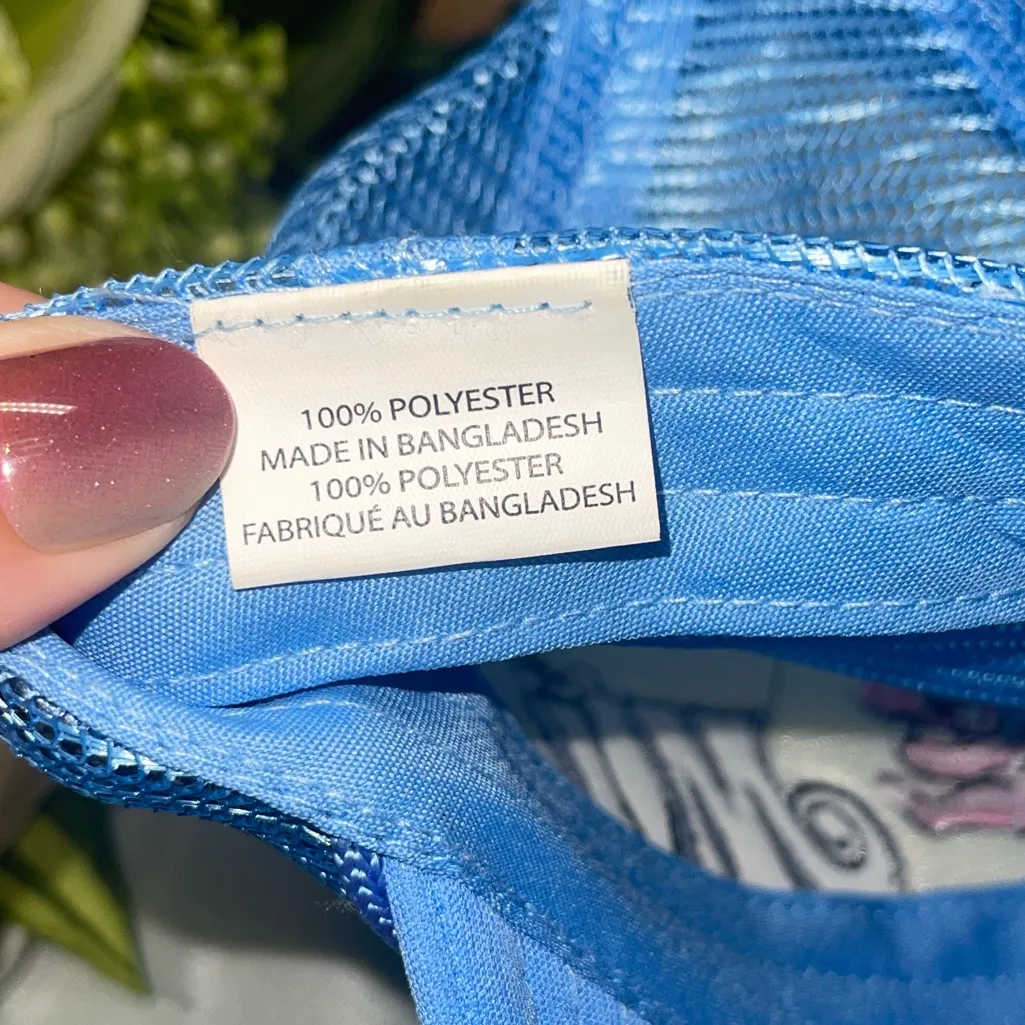 100% POLYESTER
MADE IN BANGLADESH
100% POLYESTER
FABRIQUÉ AU BANGLADESH